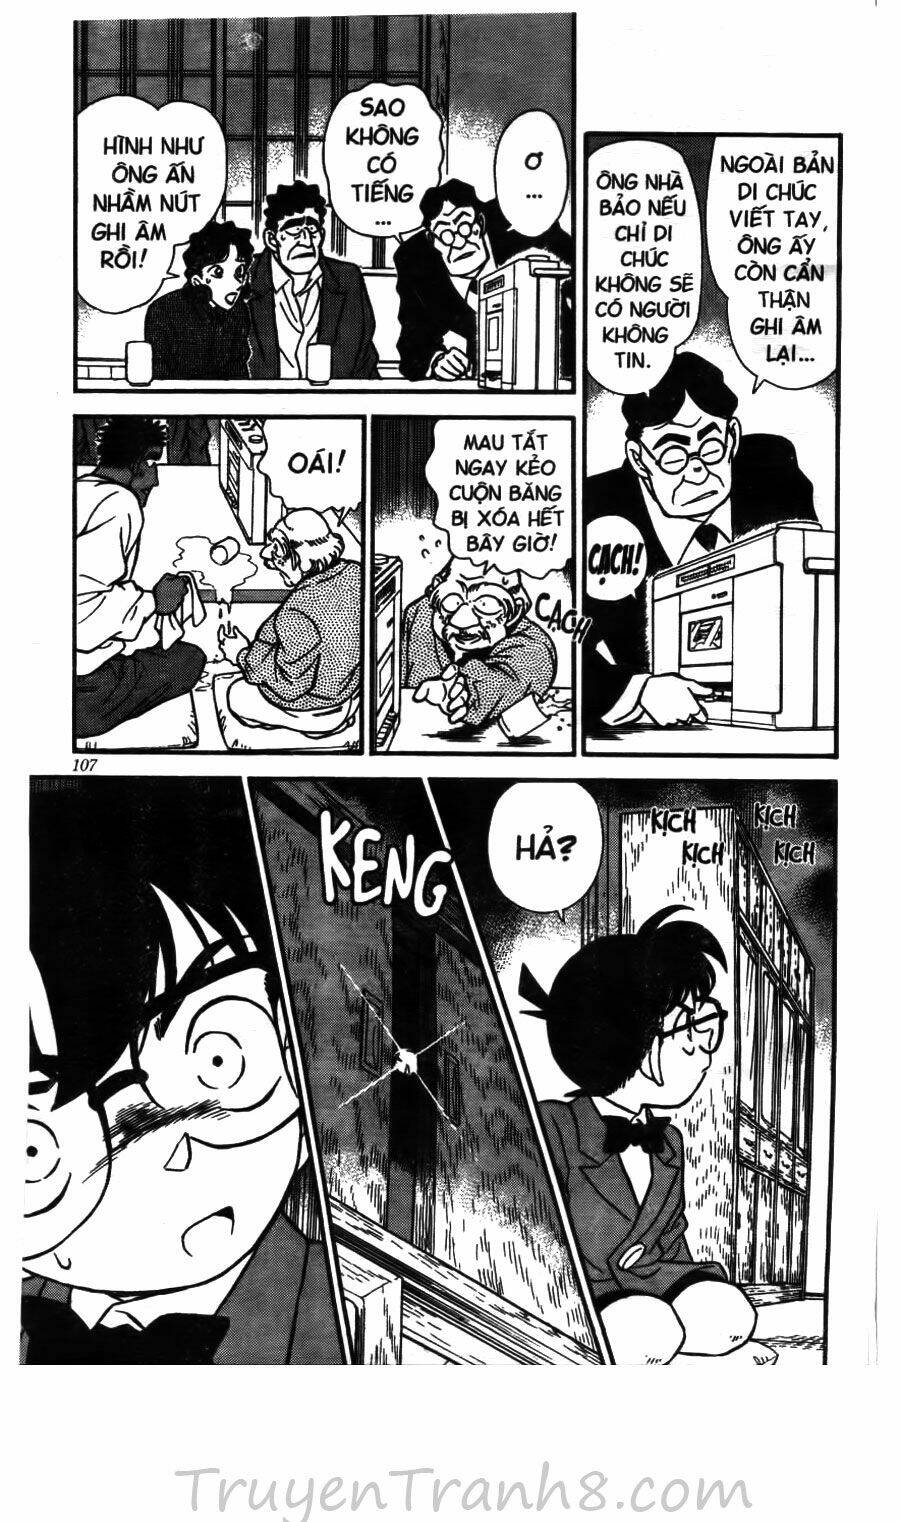 NGOÀI BẢN
DI CHÚC
VIẾT TAY,
ÔNG ẤY
CÒN CẨN
THẬN
GHI ÂM
LẠI...
ÔNG NHÀ
BẢO NẾU
CHỈ DI
CHÚC
KHÔNG SẼ
CÓ NGƯỜI
KHÔNG
TIN.
CẠCH!
Ơ
...
SAO
KHÔNG
CÓ
TIẾNG
...
HÌNH NHƯ
ÔNG ẤN
NHẦM NÚT
GHI ÂM
RỒI!
MAU TẮT
NGAY KẺO
CUỘN BĂNG
BỊ XÓA HẾT
BÂY GIỜ!
CẠCH
OÁI!
107
KỊCH
KỊCH
KỊCH
KỊCH
HẢ?
KENG
TruyenTranh8.com